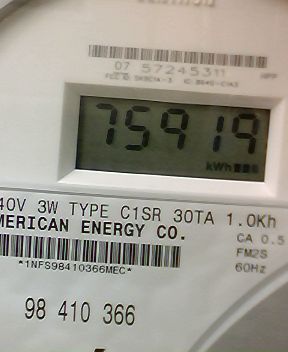 07 57245311
75919
kWh
40V 3W TYPE C1SR 30TA 1.0Kh
MERICAN ENERGY CO.
CA 0.5
FM2S
*1NFS98410366MEC*
60Hz
98 410 366